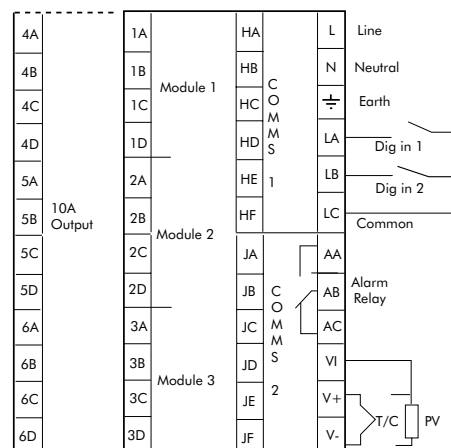 4A 1A HA L Line
4B 1B HB N Neutral
Module 1
4C 1C HC Earth
4D 1D HD LA
Dig in 1
5A 2A HE LB
Dig in 2
5B 2B HF LC
10A
Output
Common
COMMS 1
Module 2
5C 2C JA AA
5D 2D JB AB
Alarm
Relay
6A 3A JC AC
6B 3B JD VI
Module 3
COMMS 2
6C 3C JE V+
T/C PV
6D 3D JF V-